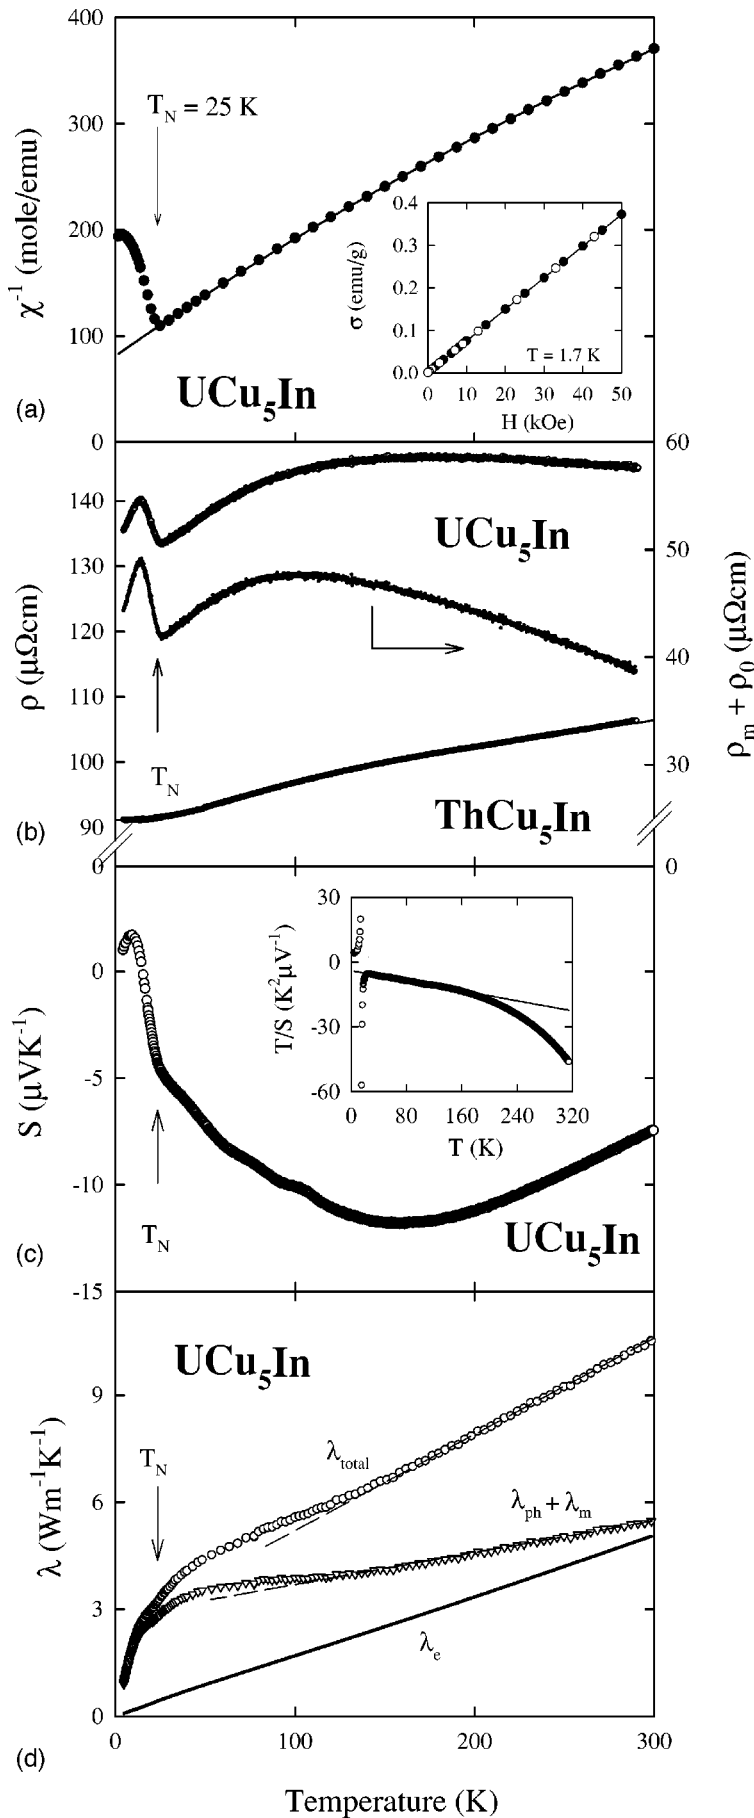 400
T_N = 25 K
300
χ⁻¹ (mole/emu)
200
100
0
(a)
UCu₅In
0.4
0.3
0.2
0.1
0.0
σ (emu/g)
T = 1.7 K
0 10 20 30 40 50
H (kOe)
60
140
UCu₅In
130
50
ρ (μΩcm)
120
110
40
ρ_m + ρ_0 (μΩcm)
T_N
100
30
(b)
ThCu₅In
90
0
0
30
0
-30
-60
T/S (K²μV⁻¹)
0 80 160 240 320
T (K)
0
S (μVK⁻¹)
-5
-10
T_N
(c)
UCu₅In
-15
UCu₅In
9
T_N
λ_total
λ (Wm⁻¹K⁻¹)
6
λ_ph + λ_m
3
λ_e
0
(d)
0 100 200 300
Temperature (K)